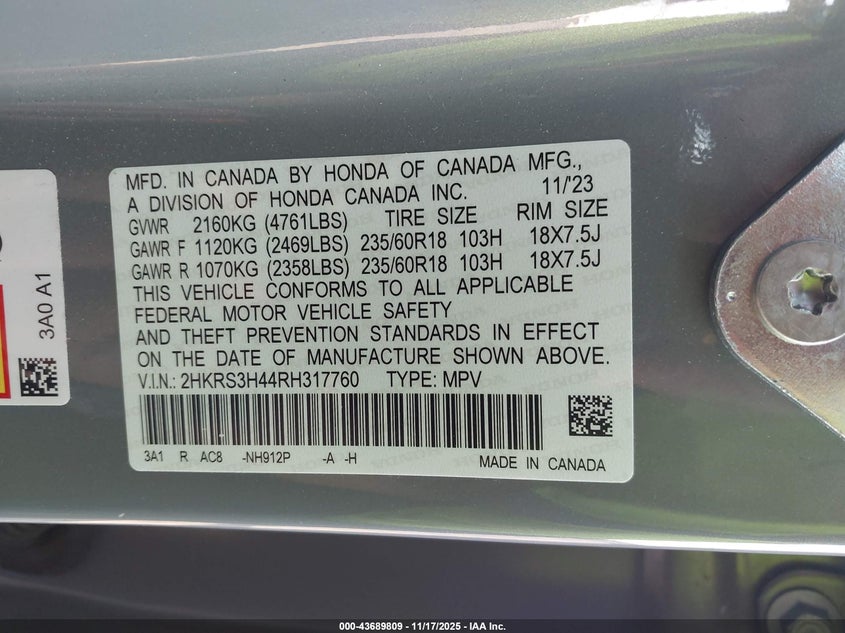 MFD. IN CANADA BY HONDA OF CANADA MFG.,
A DIVISION OF HONDA CANADA INC. 11/'23
GVWR 2160KG (4761LBS) TIRE SIZE RIM SIZE
GAWR F 1120KG (2469LBS) 235/60R18 103H 18X7.5J
GAWR R 1070KG (2358LBS) 235/60R18 103H 18X7.5J
THIS VEHICLE CONFORMS TO ALL APPLICABLE
FEDERAL MOTOR VEHICLE SAFETY
AND THEFT PREVENTION STANDARDS IN EFFECT
ON THE DATE OF MANUFACTURE SHOWN ABOVE.
V.I.N.: 2HKRS3H44RH317760 TYPE: MPV
3A1 R AC8 -NH912P -A -H MADE IN CANADA
3A0 A1
000-43689809 - 11/17/2025 - IAA Inc.